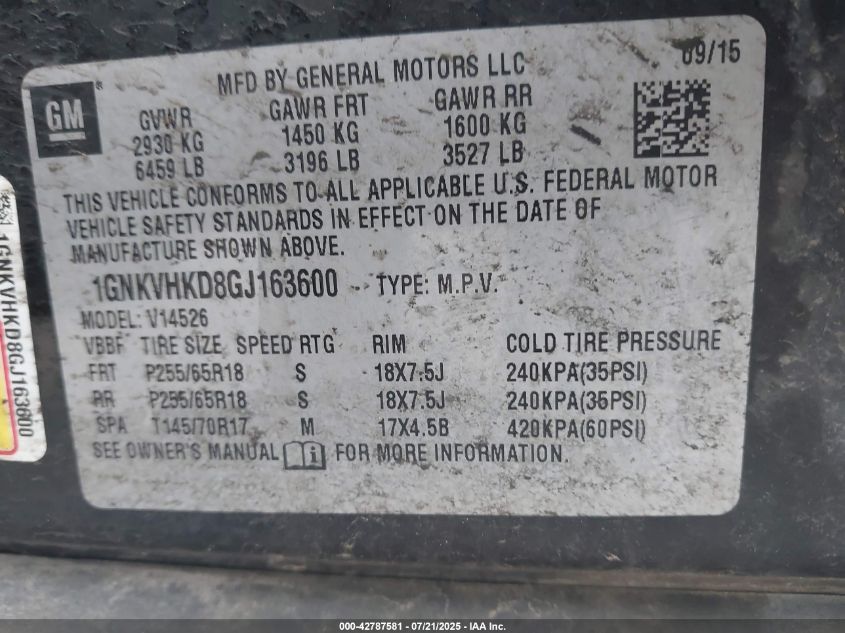 09/15
MFD BY GENERAL MOTORS LLC
GM®
GVWR GAWR FRT GAWR RR
2930 KG 1450 KG 1600 KG
6459 LB 3196 LB 3527 LB
THIS VEHICLE CONFORMS TO ALL APPLICABLE U.S. FEDERAL MOTOR
VEHICLE SAFETY STANDARDS IN EFFECT ON THE DATE OF
MANUFACTURE SHOWN ABOVE.
1GNKVHKD8GJ163600 TYPE: M.P.V.
MODEL: V14526
VBBF TIRE SIZE SPEED RTG RIM COLD TIRE PRESSURE
FRT P255/65R18 S 18X7.5J 240KPA(35PSI)
RR P255/65R18 S 18X7.5J 240KPA(35PSI)
SPA T145/70R17 M 17X4.5B 420KPA(60PSI)
SEE OWNER'S MANUAL i FOR MORE INFORMATION.
1GNKVHKD8GJ163600
000-42787581 - 07/21/2025 - IAA Inc.